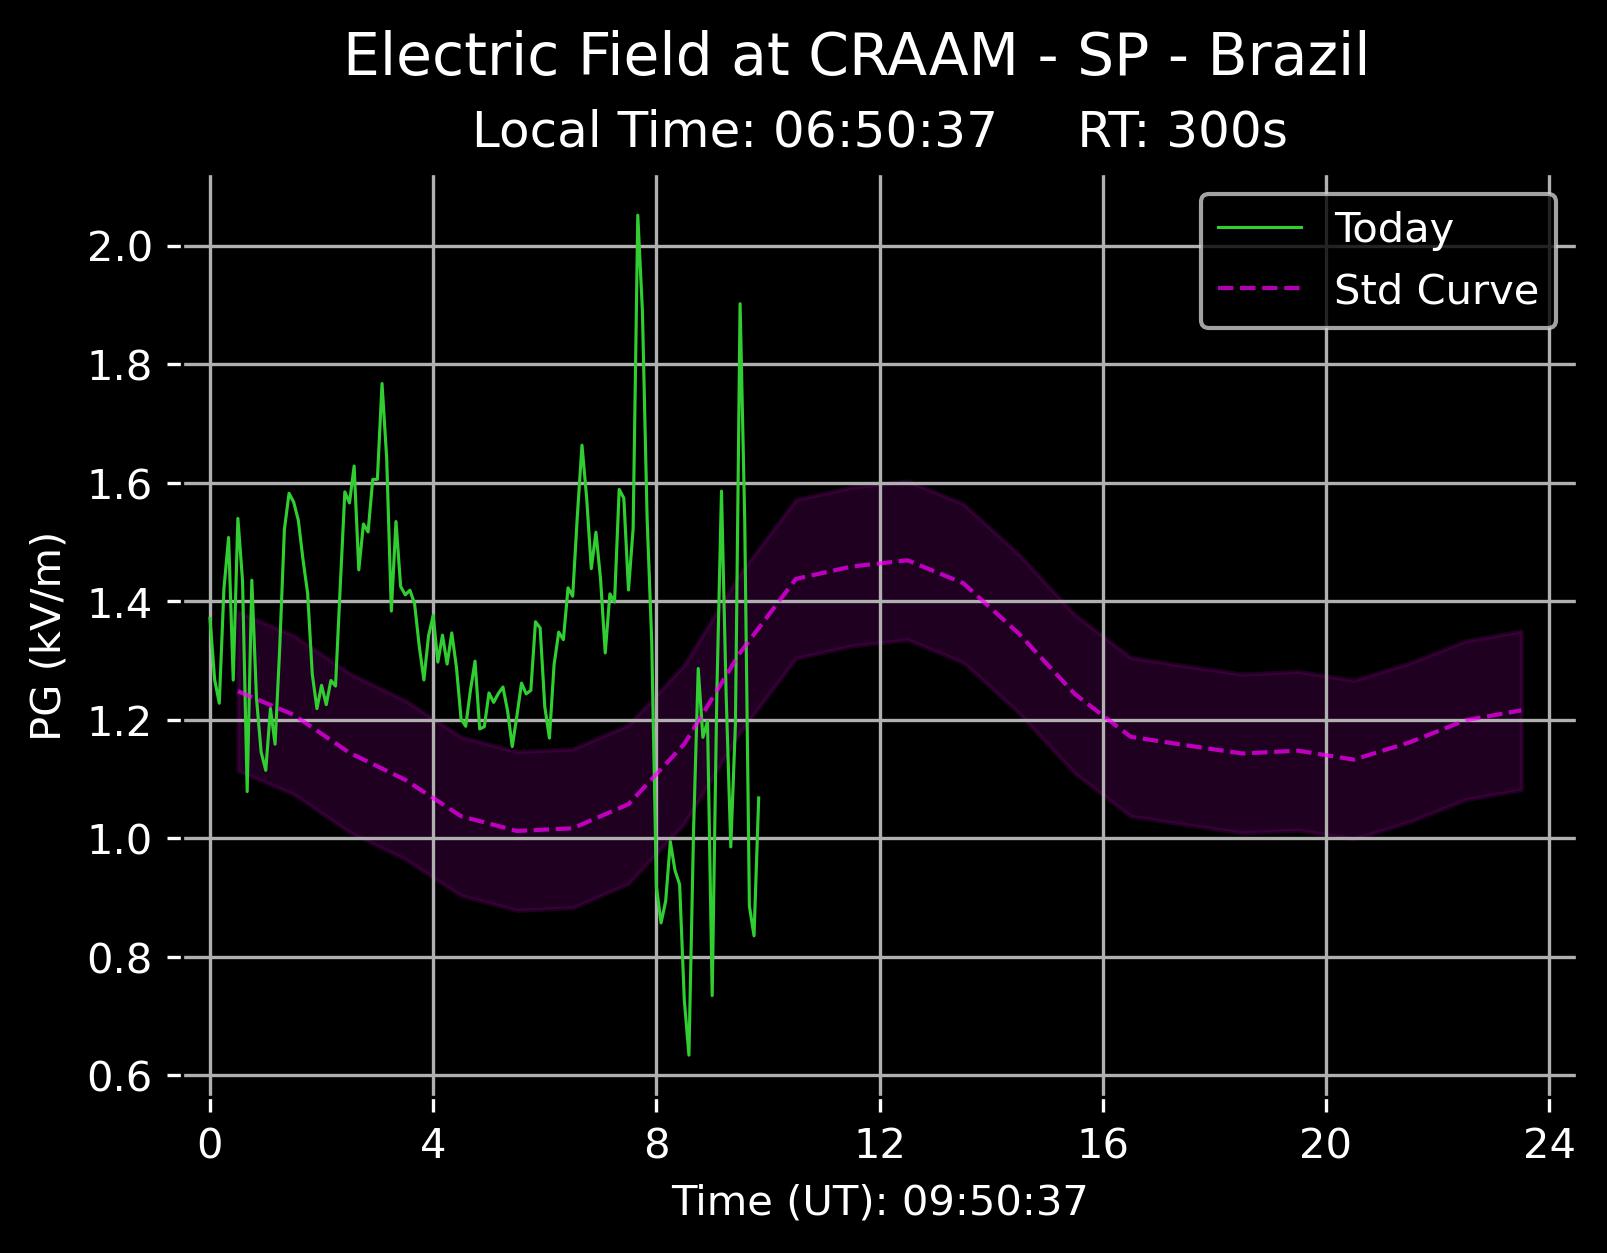 Electric Field at CRAAM - SP - Brazil
Local Time: 06:50:37 RT: 300s
Today
Std Curve
PG (kV/m)
2.0
1.8
1.6
1.4
1.2
1.0
0.8
0.6
0 4 8 12 16 20 24
Time (UT): 09:50:37